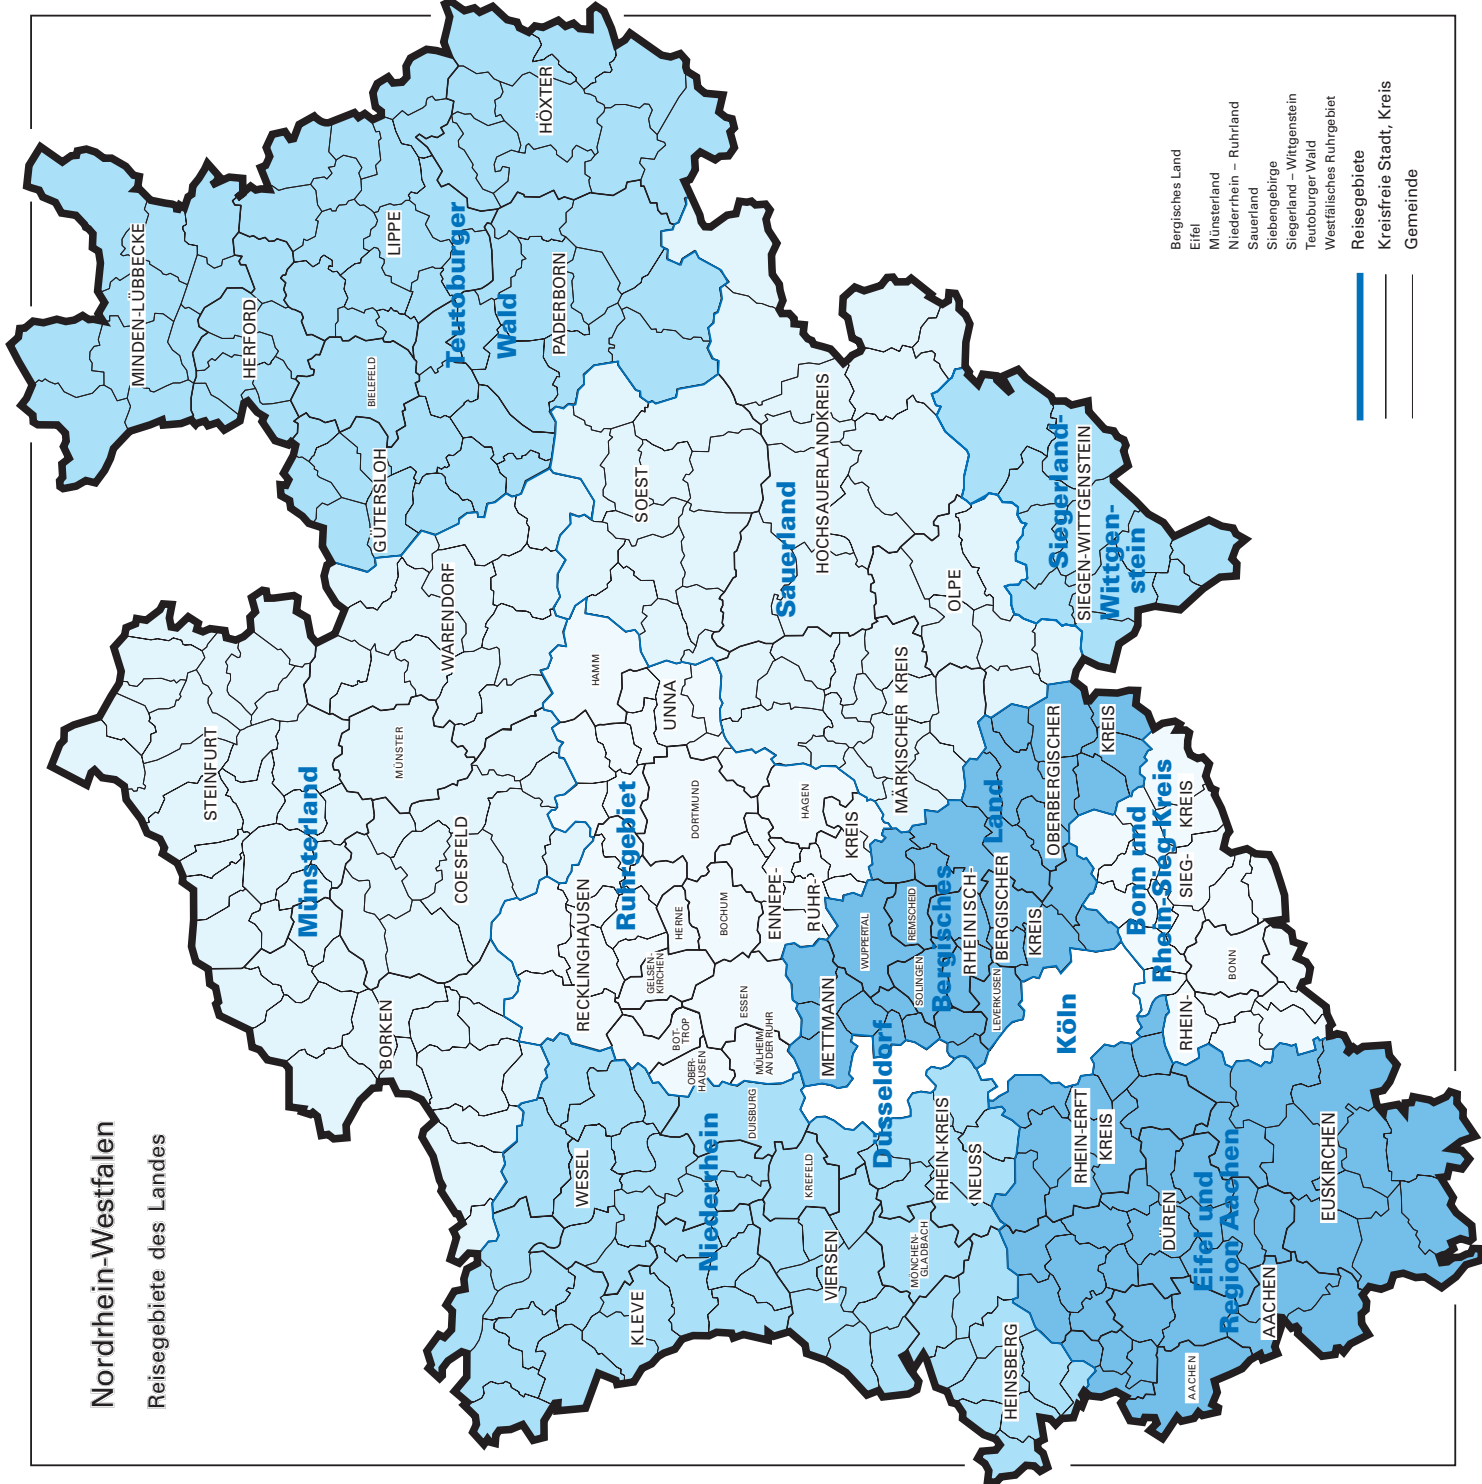 Nordrhein-Westfalen
Reisegebiete des Landes
MINDEN-LÜBBECKE
HERFORD
BIELEFELD
GÜTERSLOH
LIPPE
Teutoburger
Wald
HÖXTER
PADERBORN
STEINFURT
Münsterland
MÜNSTER
WARENDORF
BORKEN
COESFELD
HAMM
UNNA
SOEST
Sauerland
HOCHSAUERLANDKREIS
MÄRKISCHER KREIS
OLPE
Siegerland-
SIEGEN-WITTGENSTEIN
Wittgen-
stein
RECKLINGHAUSEN
Ruhrgebiet
GELSEN-
KIRCHEN
HERNE
BOT-
TROP
OBER-
HAUSEN
BOCHUM
DORTMUND
ESSEN
MÜLHEIM
AN DER RUHR
HAGEN
ENNEPE-
RUHR-
KREIS
WESEL
KLEVE
Niederrhein
DUISBURG
KREFELD
VIERSEN
MÖNCHEN-
GLADBACH
RHEIN-KREIS
NEUSS
HEINSBERG
METTMANN
Düsseldorf
WUPPERTAL
REMSCHEID
SOLINGEN
Bergisches
Land
RHEINISCH-
BERGISCHER
KREIS
LEVERKUSEN
OBERBERGISCHER
KREIS
Köln
Bonn und
Rhein-Sieg-Kreis
RHEIN-
SIEG-
KREIS
BONN
RHEIN-ERFT
KREIS
DÜREN
Eifel und
Region Aachen
AACHEN
AACHEN
EUSKIRCHEN
Bergisches Land
Eifel
Münsterland
Niederrhein – Ruhrland
Sauerland
Siebengebirge
Siegerland – Wittgenstein
Teutoburger Wald
Westfälisches Ruhrgebiet
Reisegebiete
Kreisfreie Stadt, Kreis
Gemeinde